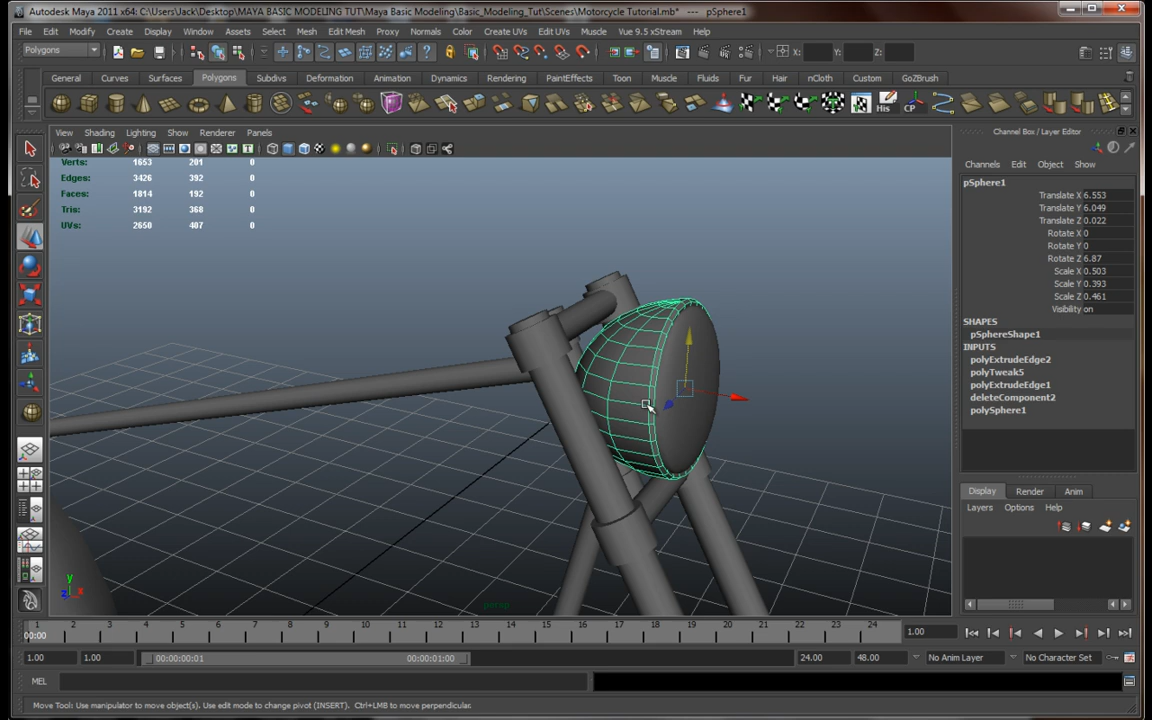 Autodesk Maya 2011 x64: C:\Users\Jack\Desktop\MAYA BASIC MODELING TUT\Maya Basic Modeling\Basic_Modeling_Tut\Scenes\Motorcycle Tutorial.mb* --- pSphere1
File Edit Modify Create Display Window Assets Select Mesh Edit Mesh Proxy Normals Color Create UVs Edit UVs Muscle Vue 9.5 xStream Help
Polygons X: Y: Z:
General Curves Surfaces Polygons Subdivs Deformation Animation Dynamics Rendering PaintEffects Toon Muscle Fluids Fur Hair nCloth Custom GoZBrush
His CP
View Shading Lighting Show Renderer Panels
Channel Box / Layer Editor
Channels Edit Object Show
Verts: 1653 201 0
Edges: 3426 392 0
Faces: 1814 192 0
Tris: 3192 368 0
UVs: 2650 407 0
pSphere1
Translate X 6.553
Translate Y 6.049
Translate Z 0.022
Rotate X 0
Rotate Y 0
Rotate Z 6.87
Scale X 0.503
Scale Y 0.393
Scale Z 0.461
Visibility on
SHAPES
pSphereShape1
INPUTS
polyExtrudeEdge2
polyTweak5
polyExtrudeEdge1
deleteComponent2
polySphere1
Display Render Anim
Layers Options Help
y
z x
persp
1 2 3 4 5 6 7 8 9 10 11 12 13 14 15 16 17 18 19 20 21 22 23 24
00:00
1.00
1.00 1.00 00:00:00:01 00:00:01:00 24.00 48.00 No Anim Layer No Character Set
MEL
Move Tool: Use manipulator to move object(s). Use edit mode to change pivot (INSERT). Ctrl+LMB to move perpendicular.